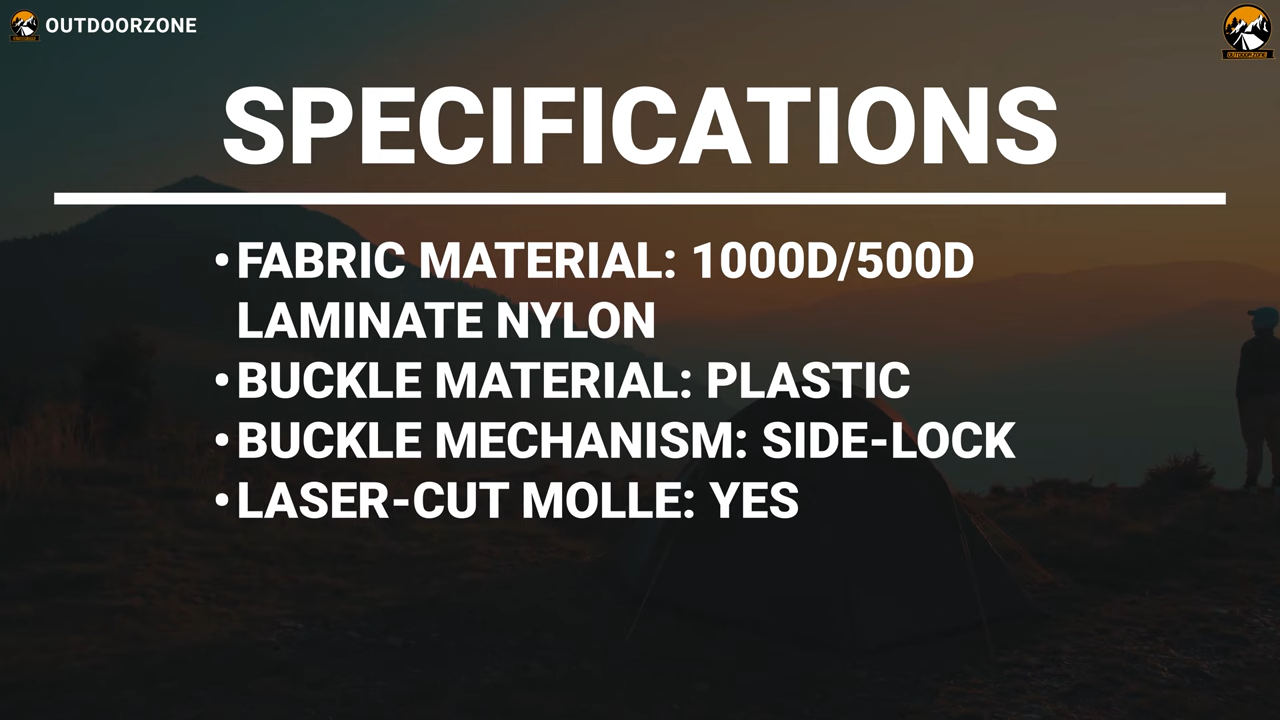 OUTDOORZONE
OUTDOORZONE
SPECIFICATIONS
•FABRIC MATERIAL: 1000D/500D
LAMINATE NYLON
•BUCKLE MATERIAL: PLASTIC
•BUCKLE MECHANISM: SIDE-LOCK
•LASER-CUT MOLLE: YES